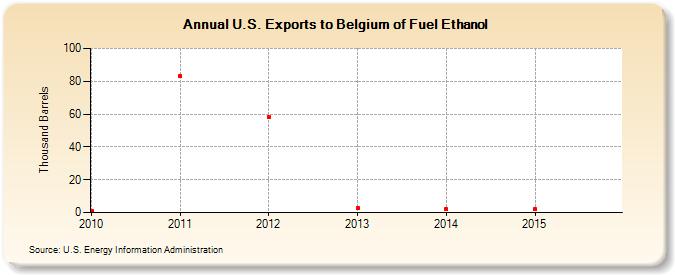 Annual U.S. Exports to Belgium of Fuel Ethanol
Thousand Barrels
100
80
60
40
20
0
2010 2011 2012 2013 2014 2015
Source: U.S. Energy Information Administration